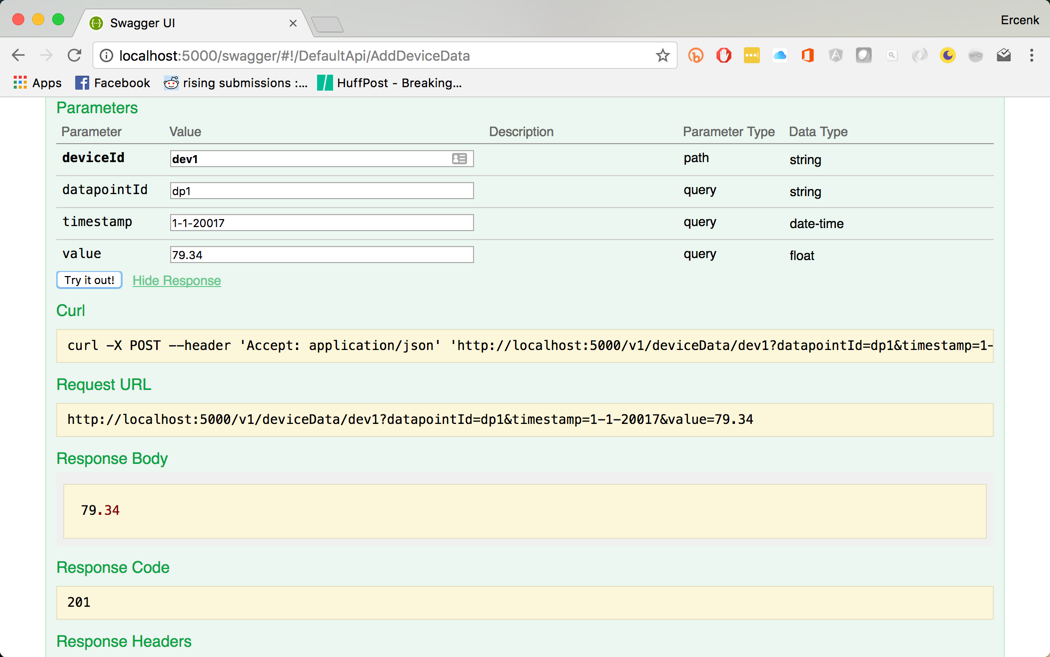 Swagger UI
Ercenk
localhost:5000/swagger/#!/DefaultApi/AddDeviceData
Apps Facebook rising submissions :... HuffPost - Breaking...
Parameters
Parameter Value Description Parameter Type Data Type
deviceId dev1 path string
datapointId dp1 query string
timestamp 1-1-20017 query date-time
value 79.34 query float
Try it out! Hide Response
Curl
curl -X POST --header 'Accept: application/json' 'http://localhost:5000/v1/deviceData/dev1?datapointId=dp1&timestamp=1-
Request URL
http://localhost:5000/v1/deviceData/dev1?datapointId=dp1&timestamp=1-1-20017&value=79.34
Response Body
79.34
Response Code
201
Response Headers